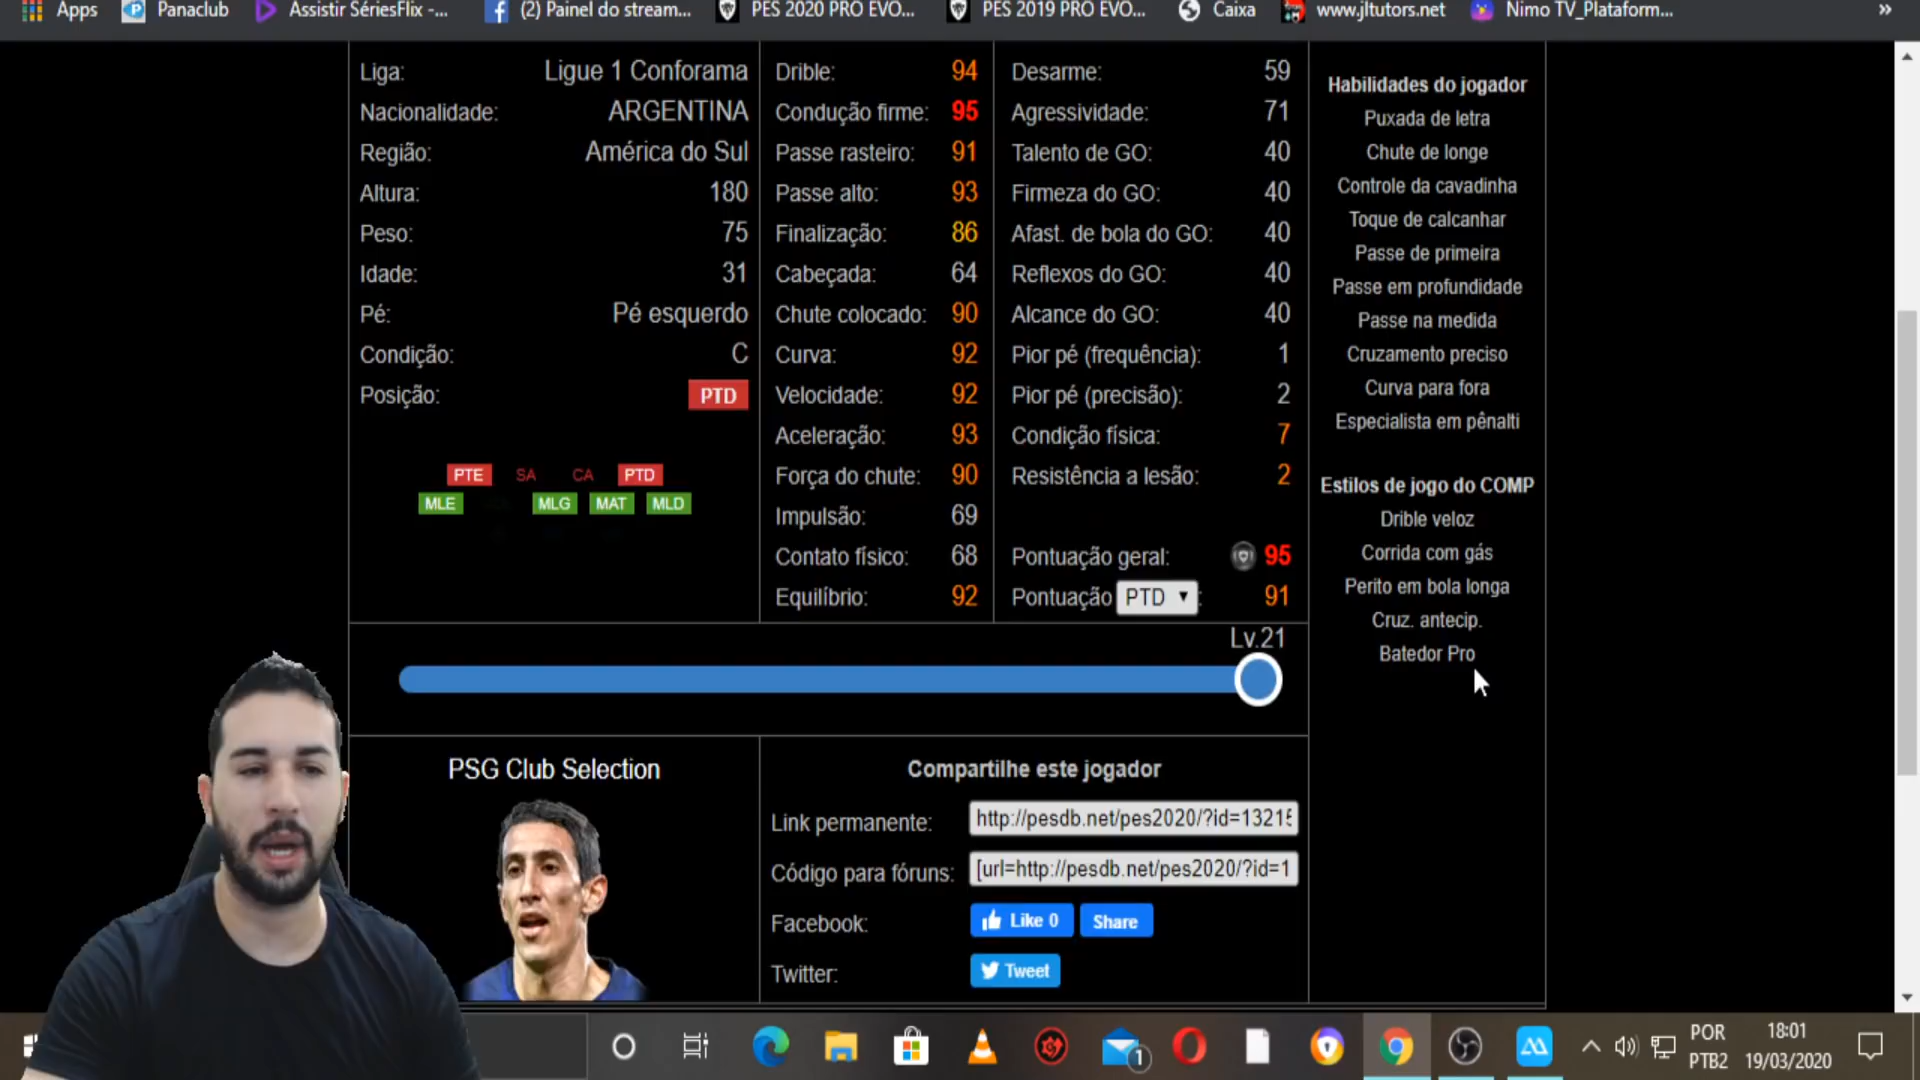 Apps
Panaclub
Assistir SériesFlix -...
(2) Painel do stream...
PES 2020 PRO EVO...
PES 2019 PRO EVO...
Caixa
www.jltutors.net
Nimo TV_Plataform...
»
Liga: Ligue 1 Conforama
Nacionalidade: ARGENTINA
Região: América do Sul
Altura: 180
Peso: 75
Idade: 31
Pé: Pé esquerdo
Condição: C
Posição: PTD
PTE SA CA PTD
MLE MLG MAT MLD
Drible: 94
Condução firme: 95
Passe rasteiro: 91
Passe alto: 93
Finalização: 86
Cabeçada: 64
Chute colocado: 90
Curva: 92
Velocidade: 92
Aceleração: 93
Força do chute: 90
Impulsão: 69
Contato físico: 68
Equilíbrio: 92
Desarme: 59
Agressividade: 71
Talento de GO: 40
Firmeza do GO: 40
Afast. de bola do GO: 40
Reflexos do GO: 40
Alcance do GO: 40
Pior pé (frequência): 1
Pior pé (precisão): 2
Condição física: 7
Resistência a lesão: 2
Pontuação geral: 95
Pontuação PTD : 91
Habilidades do jogador
Puxada de letra
Chute de longe
Controle da cavadinha
Toque de calcanhar
Passe de primeira
Passe em profundidade
Passe na medida
Cruzamento preciso
Curva para fora
Especialista em pênalti
Estilos de jogo do COMP
Drible veloz
Corrida com gás
Perito em bola longa
Cruz. antecip.
Batedor Pro
Lv.21
PSG Club Selection
Compartilhe este jogador
Link permanente: http://pesdb.net/pes2020/?id=13215
Código para fóruns: [url=http://pesdb.net/pes2020/?id=1
Facebook: Like 0 Share
Twitter: Tweet
1
POR
PTB2
18:01
19/03/2020